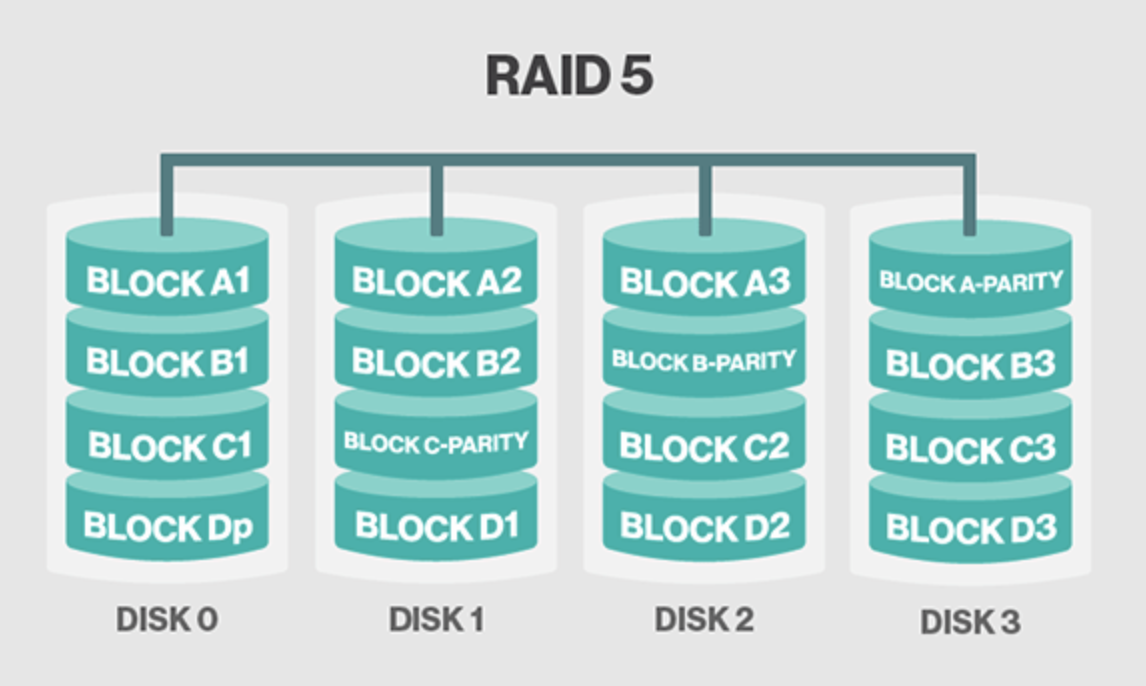 RAID 5
BLOCK A1
BLOCK A2
BLOCK A3
BLOCK A-PARITY
BLOCK B1
BLOCK B2
BLOCK B-PARITY
BLOCK B3
BLOCK C1
BLOCK C-PARITY
BLOCK C2
BLOCK C3
BLOCK Dp
BLOCK D1
BLOCK D2
BLOCK D3
DISK 0
DISK 1
DISK 2
DISK 3